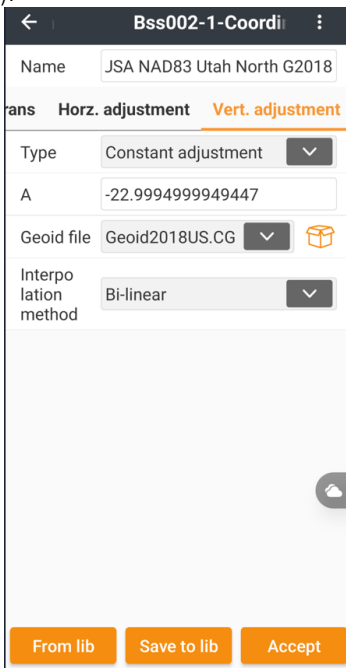 ).
Bss002-1-Coordi
Name JSA NAD83 Utah North G2018
rans Horz. adjustment Vert. adjustment
Type Constant adjustment
A -22.9994999949447
Geoid file Geoid2018US.CG
Interpo
lation
method
Bi-linear
From lib Save to lib Accept